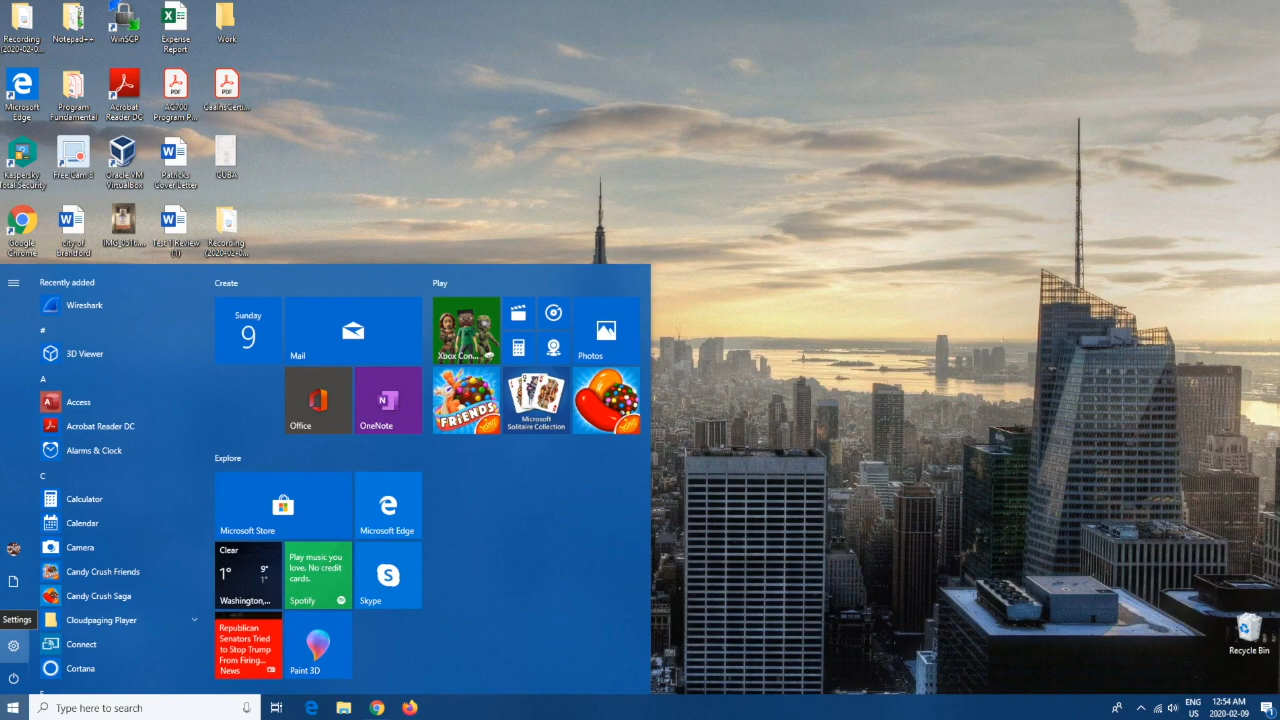 Recording
(2020-02-0...
Notepad++
WinSCP
Expense
Report
Work
Microsoft
Edge
Program
Fundamental
Acrobat
Reader DC
AC700
Program P...
CaainsCerti...
Kaspersky
Total Security
Free Cam 8
Oracle VM
Virtualbox
Patricks
Cover Letter
CUBA
Google
Chrome
city of
brantford
IMG_0516....
Test 1 Review
(1)
Recording
(2020-02-0...
Recently added
Wireshark
#
3D Viewer
A
Access
Acrobat Reader DC
Alarms & Clock
C
Calculator
Calendar
Camera
Candy Crush Friends
Candy Crush Saga
Cloudpaging Player
Connect
Cortana
Settings
Create
Sunday
9
Mail
Office
OneNote
Play
Xbox Con...
Photos
FRIENDS
Microsoft
Solitaire Collection
Explore
Microsoft Store
Microsoft Edge
Clear
1°
9°
1°
Washington,...
Play music you
love. No credit
cards.
Spotify
Skype
Republican
Senators Tried
to Stop Trump
From Firing...
News
Paint 3D
Recycle Bin
Type here to search
ENG
US
12:54 AM
2020-02-09